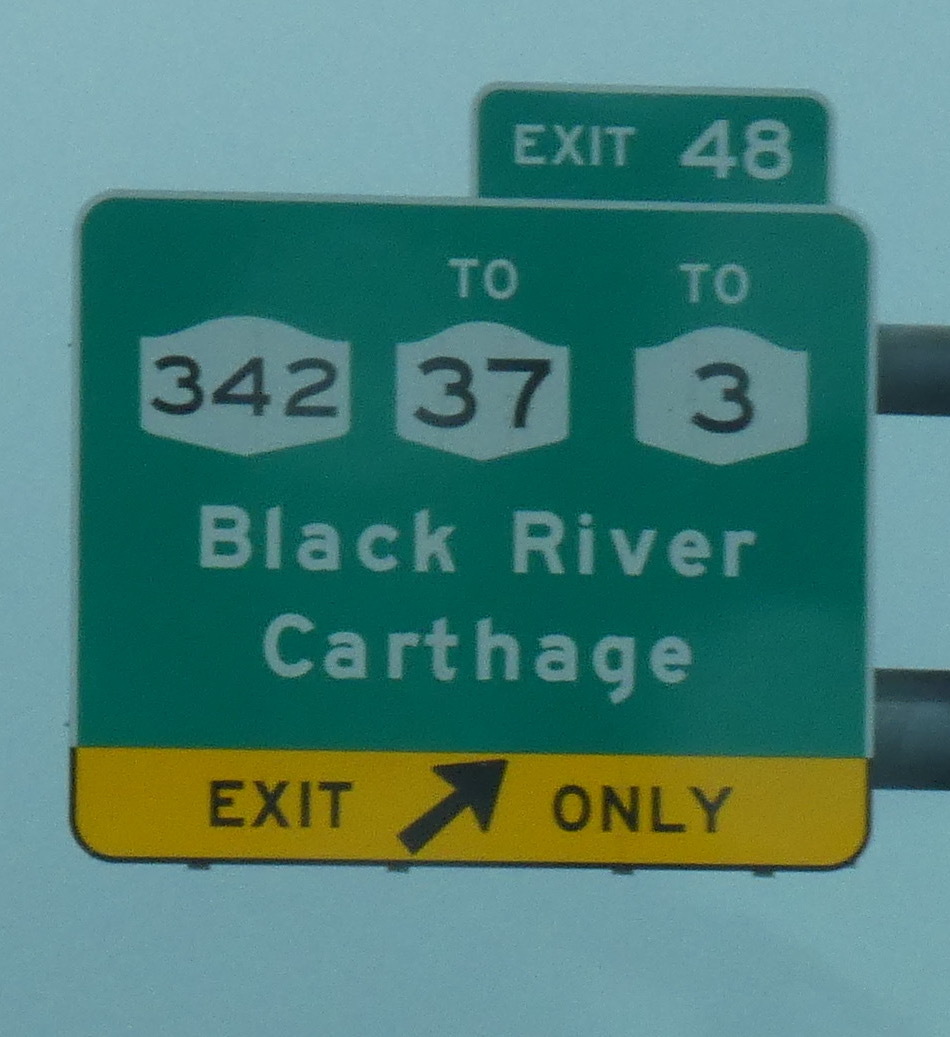 EXIT 48
TO TO
342 37 3
Black River
Carthage
EXIT ONLY